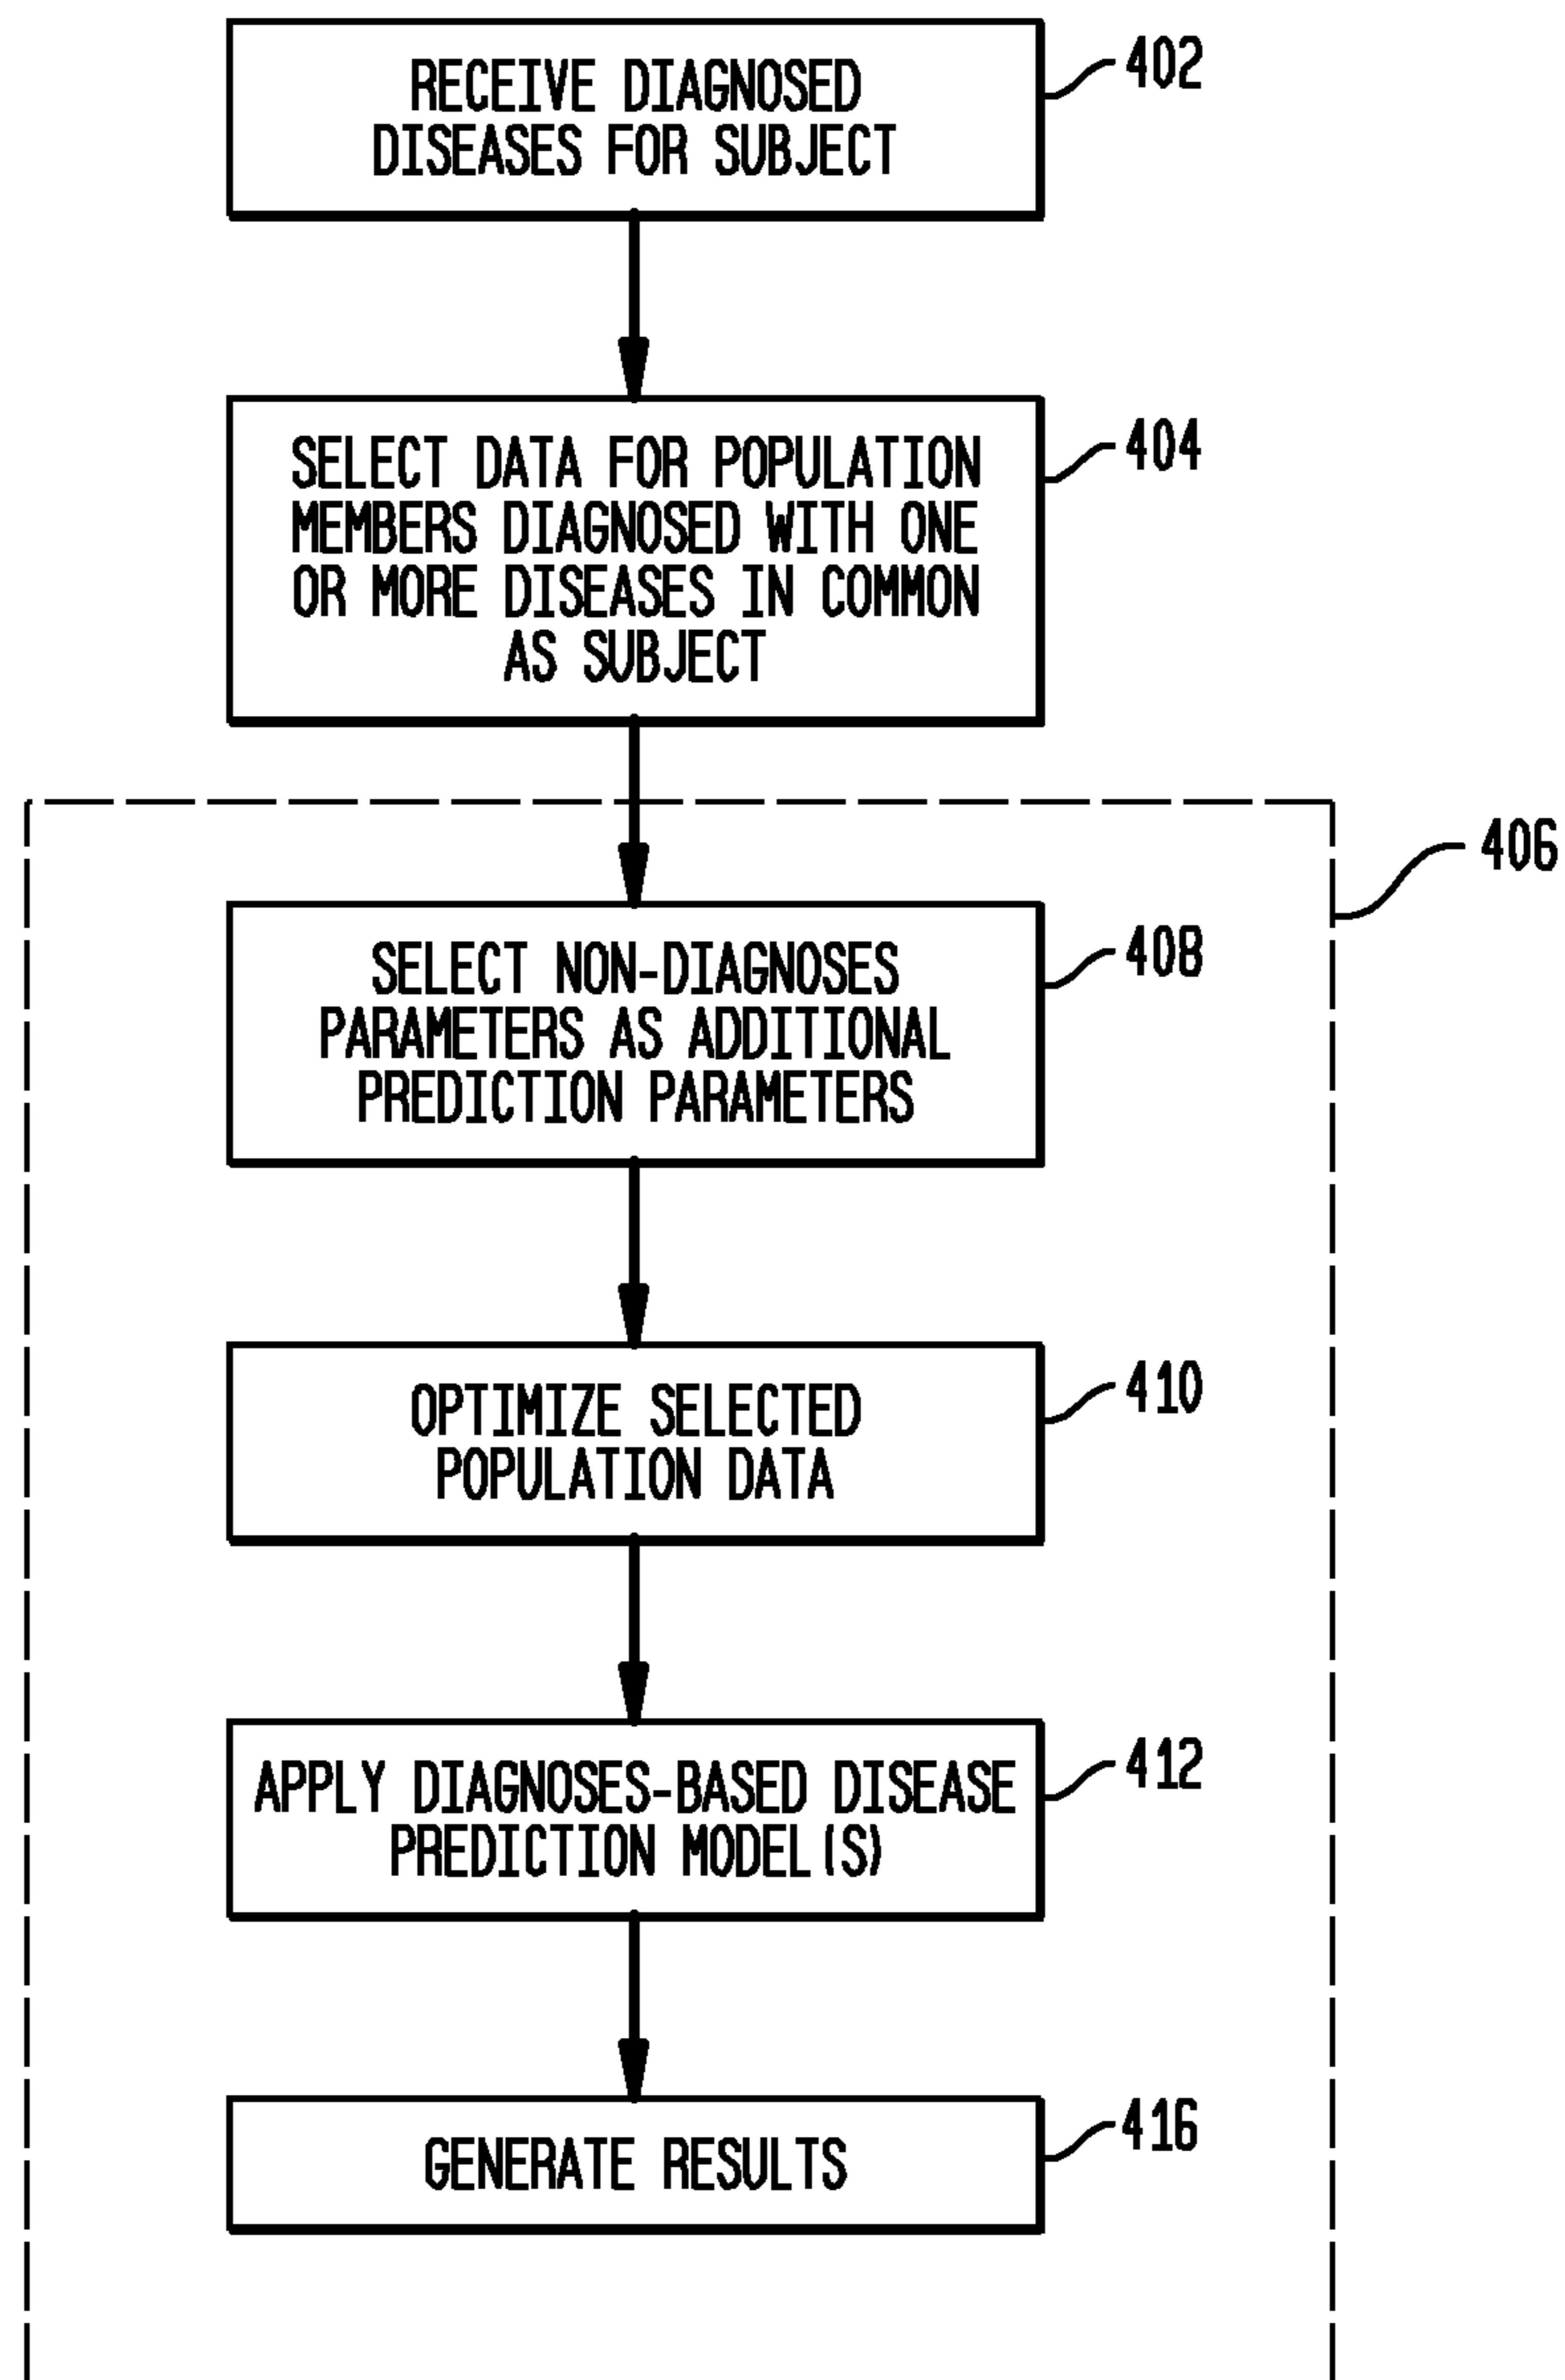 RECEIVE DIAGNOSED
DISEASES FOR SUBJECT
402
SELECT DATA FOR POPULATION
MEMBERS DIAGNOSED WITH ONE
OR MORE DISEASES IN COMMON
AS SUBJECT
404
406
SELECT NON-DIAGNOSES
PARAMETERS AS ADDITIONAL
PREDICTION PARAMETERS
408
OPTIMIZE SELECTED
POPULATION DATA
410
APPLY DIAGNOSES-BASED DISEASE
PREDICTION MODEL(S)
412
GENERATE RESULTS
416